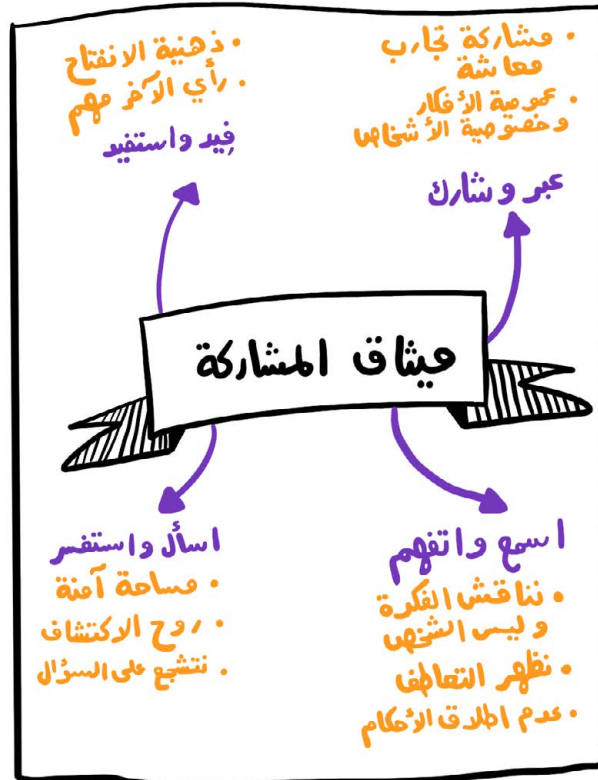 ميثاق المشاركة
• مشاركة تجارب
معاشة
• عمومية الأفكار
وخصوصية الأشخاص
عبر وشارك
• ذهنية الانفتاح
• رأي الآخر مهم
فيد واستفيد
اسمع واتفهم
• نناقش الفكرة
وليس الشخص
• نظهر التعاطف
• عدم اطلاق الأحكام
اسأل واستفسر
• مساحة آمنة
• روح الاكتشاف
• نتشجع على السؤال